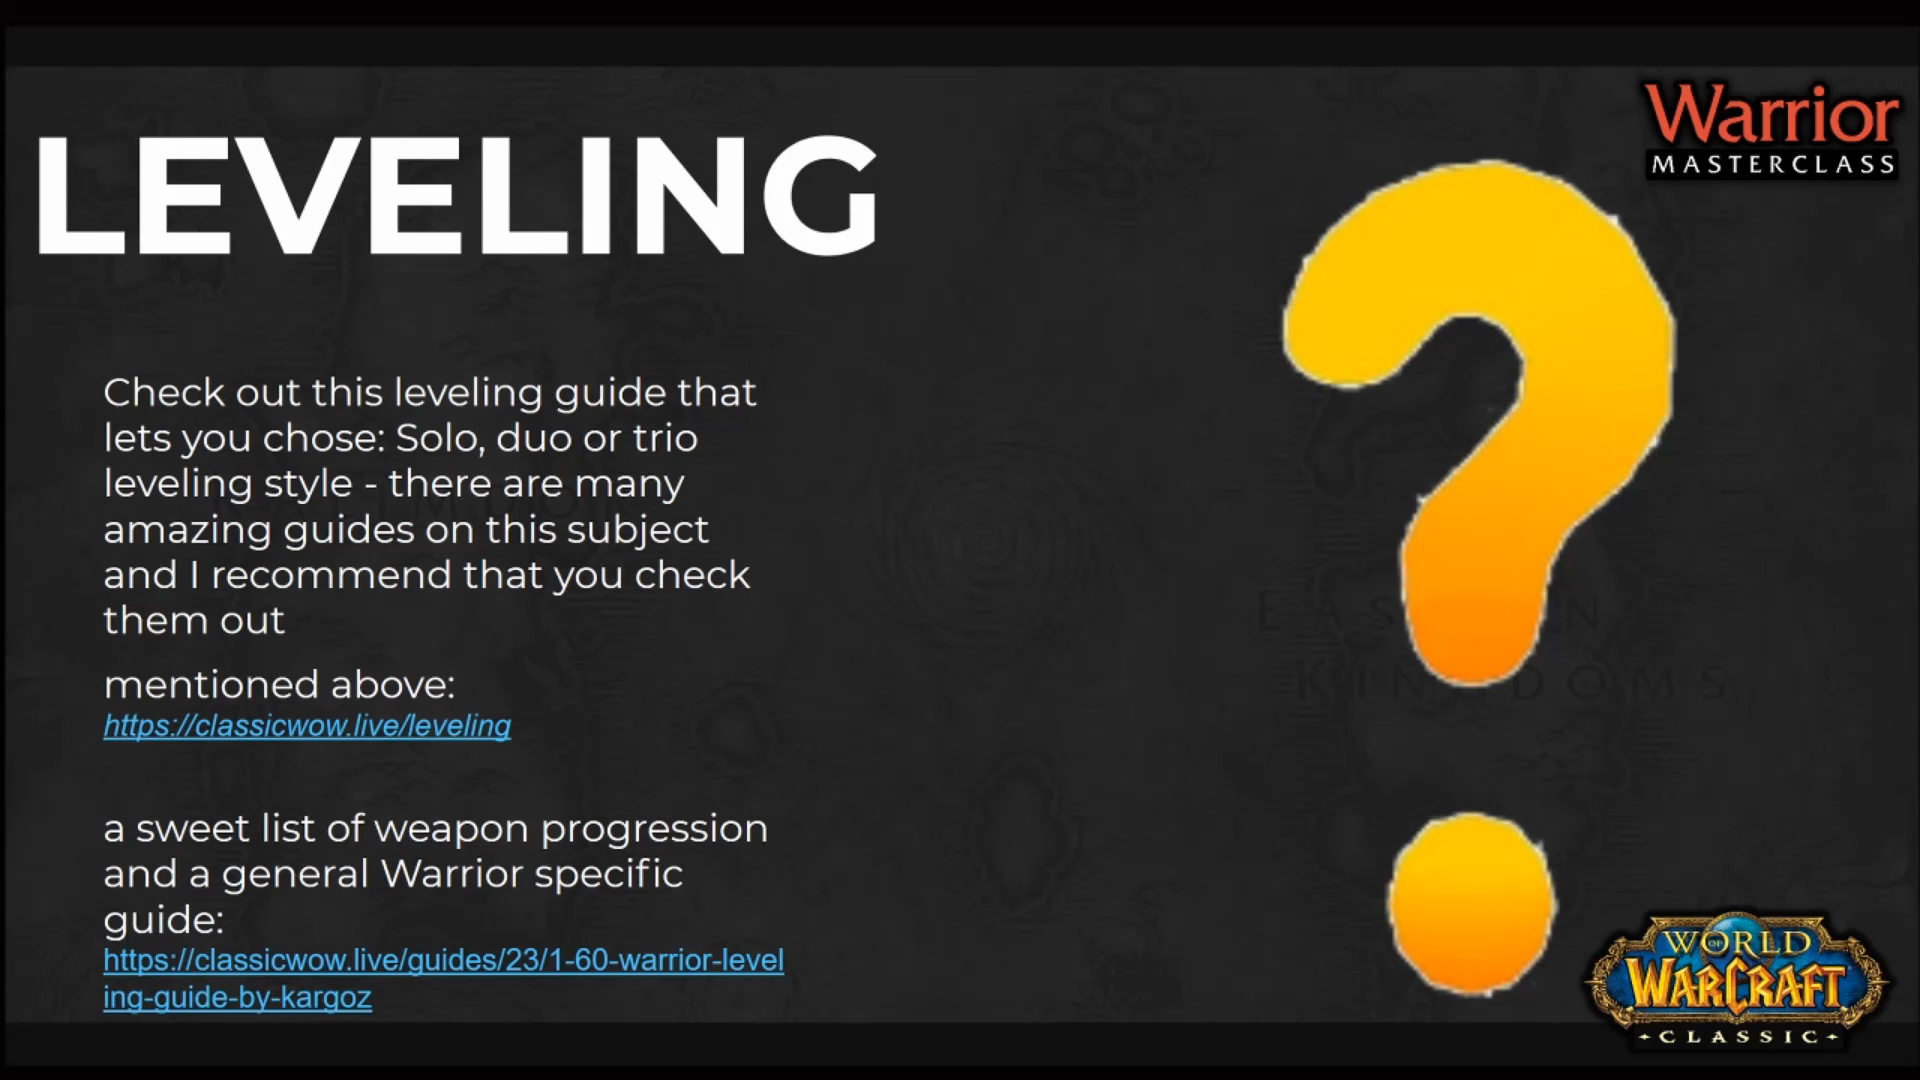 Warrior
MASTERCLASS
LEVELING
Check out this leveling guide that
lets you chose: Solo, duo or trio
leveling style - there are many
amazing guides on this subject
and I recommend that you check
them out
mentioned above:
https://classicwow.live/leveling
a sweet list of weapon progression
and a general Warrior specific
guide:
https://classicwow.live/guides/23/1-60-warrior-level
ing-guide-by-kargoz
?
KINGDOMS
WORLD
OF
WARCRAFT
CLASSIC